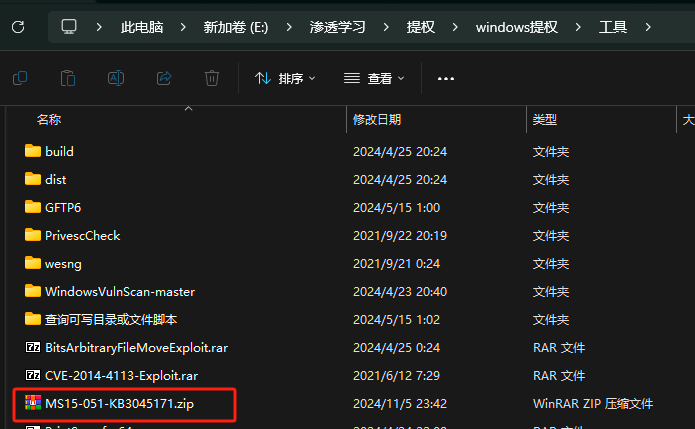 此电脑 > 新加卷 (E:) > 渗透学习 > 提权 > windows提权 > 工具 >
排序 查看 •••
名称 修改日期 类型 大
build 2024/4/25 20:24 文件夹
dist 2024/4/25 20:24 文件夹
GFTP6 2024/5/15 1:00 文件夹
PrivescCheck 2021/9/22 20:19 文件夹
wesng 2021/9/21 0:24 文件夹
WindowsVulnScan-master 2024/4/23 20:40 文件夹
查询可写目录或文件脚本 2024/5/15 1:02 文件夹
BitsArbitraryFileMoveExploit.rar 2024/4/25 0:24 RAR 文件
CVE-2014-4113-Exploit.rar 2021/6/12 7:29 RAR 文件
MS15-051-KB3045171.zip 2024/11/5 23:42 WinRAR ZIP 压缩文件